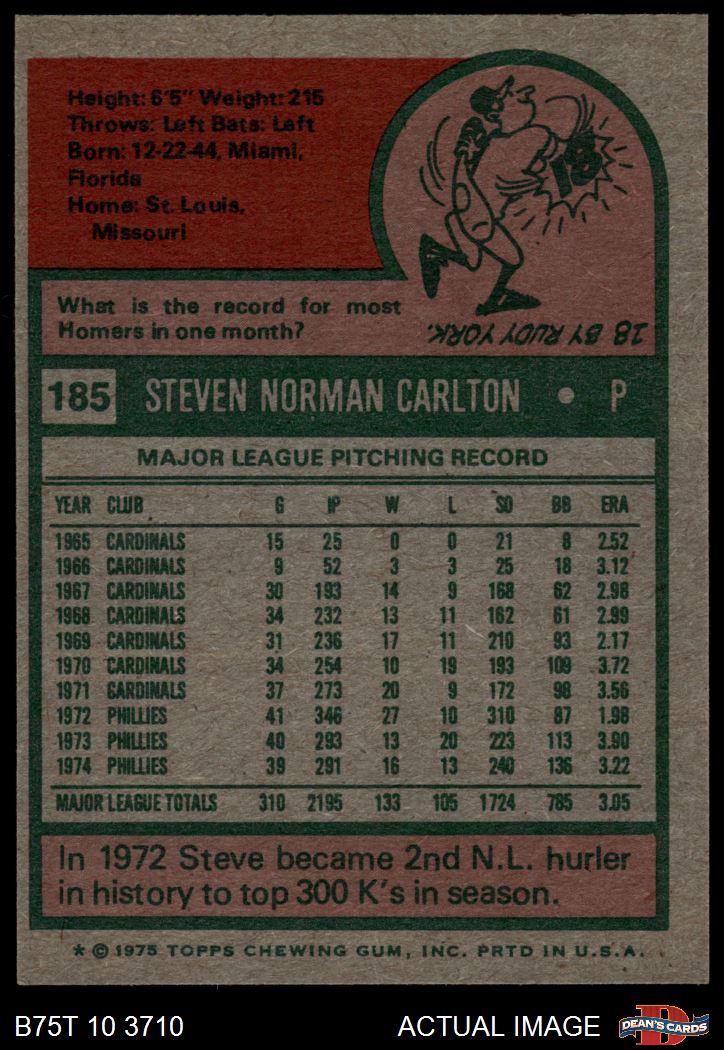 Height: 6'5" Weight: 215
Throws: Left Bats: Left
Born: 12-22-44, Miami,
Florida
Home: St. Louis,
Missouri
18
What is the record for most
Homers in one month?
18 BY RUDY YORK.
185 STEVEN NORMAN CARLTON • P
MAJOR LEAGUE PITCHING RECORD
YEAR CLUB G IP W L SO BB ERA
1965 CARDINALS 15 25 0 0 21 8 2.52
1966 CARDINALS 9 52 3 3 25 18 3.12
1967 CARDINALS 30 193 14 9 168 62 2.98
1968 CARDINALS 34 232 13 11 162 61 2.99
1969 CARDINALS 31 236 17 11 210 93 2.17
1970 CARDINALS 34 254 10 19 193 109 3.72
1971 CARDINALS 37 273 20 9 172 98 3.56
1972 PHILLIES 41 346 27 10 310 87 1.98
1973 PHILLIES 40 293 13 20 223 113 3.90
1974 PHILLIES 39 291 16 13 240 136 3.22
MAJOR LEAGUE TOTALS 310 2195 133 105 1724 785 3.05
In 1972 Steve became 2nd N.L. hurler
in history to top 300 K's in season.
* © 1975 TOPPS CHEWING GUM, INC. PRTD IN U.S.A.
B75T 10 3710 ACTUAL IMAGE D DEAN'S CARDS